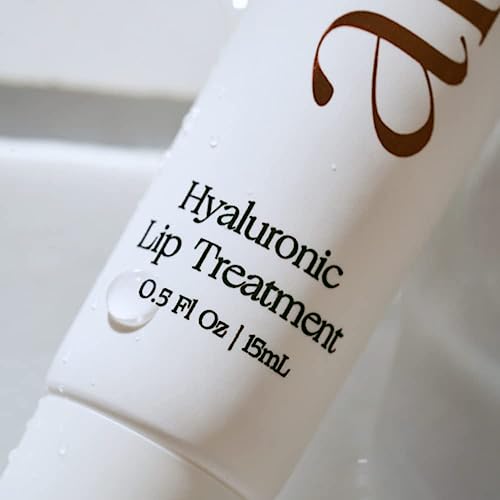 Hyaluronic
Lip Treatment
0.5 Fl Oz | 15mL